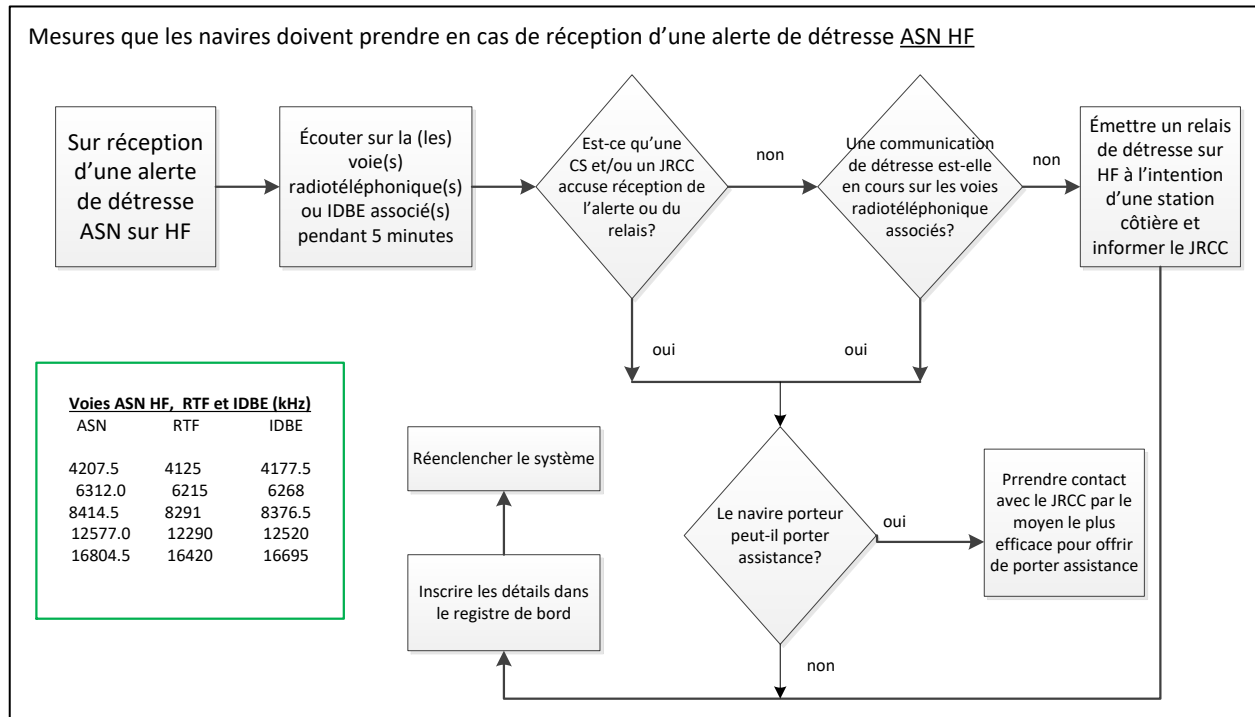 Mesures que les navires doivent prendre en cas de réception d’une alerte de détresse ASN HF
Sur réception
d’une alerte
de détresse
ASN sur HF
Écouter sur la (les)
voie(s)
radiotéléphonique(s)
ou IDBE associé(s)
pendant 5 minutes
Est-ce qu’une
CS et/ou un JRCC
accuse réception de
l’alerte ou du
relais?
non
Une communication
de détresse est-elle
en cours sur les voies
radiotéléphonique
associés?
non
Émettre un relais
de détresse sur
HF à l’intention
d’une station
côtière et
informer le JRCC
oui
oui
Voies ASN HF, RTF et IDBE (kHz)
ASN RTF IDBE
4207.5 4125 4177.5
6312.0 6215 6268
8414.5 8291 8376.5
12577.0 12290 12520
16804.5 16420 16695
Réenclencher le système
Inscrire les détails dans
le registre de bord
Le navire porteur
peut-il porter
assistance?
oui
Prrendre contact
avec le JRCC par le
moyen le plus
efficace pour offrir
de porter assistance
non